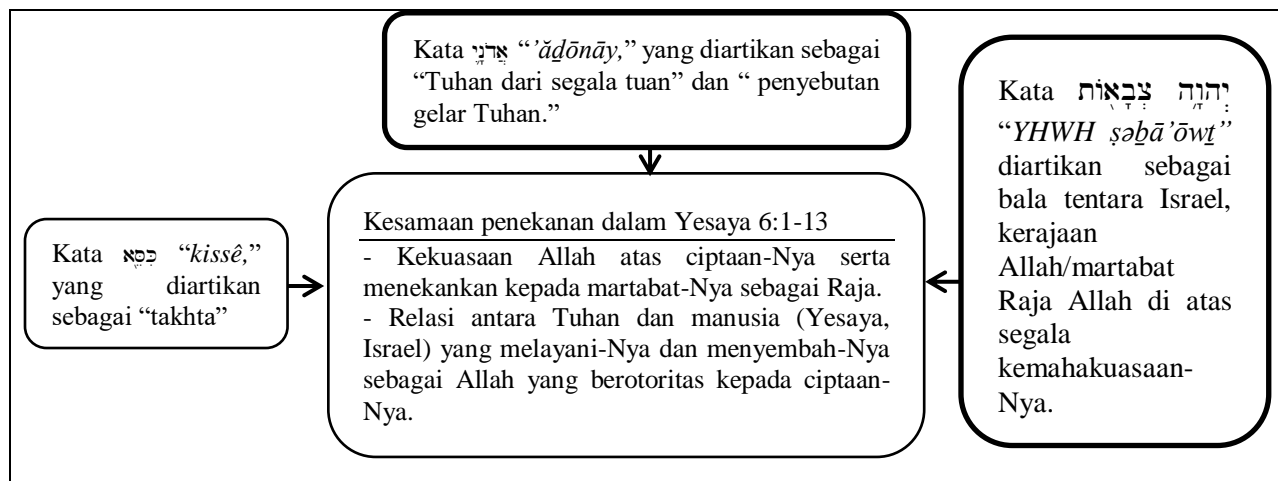 Kata אֲדֹנָי֛ “’ăḏōnāy,” yang diartikan sebagai
“Tuhan dari segala tuan” dan “ penyebutan
gelar Tuhan.”
Kata כִּסֵּ֖א “kissê,”
yang diartikan
sebagai “takhta”
Kesamaan penekanan dalam Yesaya 6:1-13
- Kekuasaan Allah atas ciptaan-Nya serta
menekankan kepada martabat-Nya sebagai Raja.
- Relasi antara Tuhan dan manusia (Yesaya,
Israel) yang melayani-Nya dan menyembah-Nya
sebagai Allah yang berotoritas kepada ciptaan-
Nya.
Kata יְהוָ֥ה צְבָא֖וֹת
“YHWH ṣəḇā’ōwṯ”
diartikan sebagai
bala tentara Israel,
kerajaan
Allah/martabat
Raja Allah di atas
segala
kemahakuasaan-
Nya.